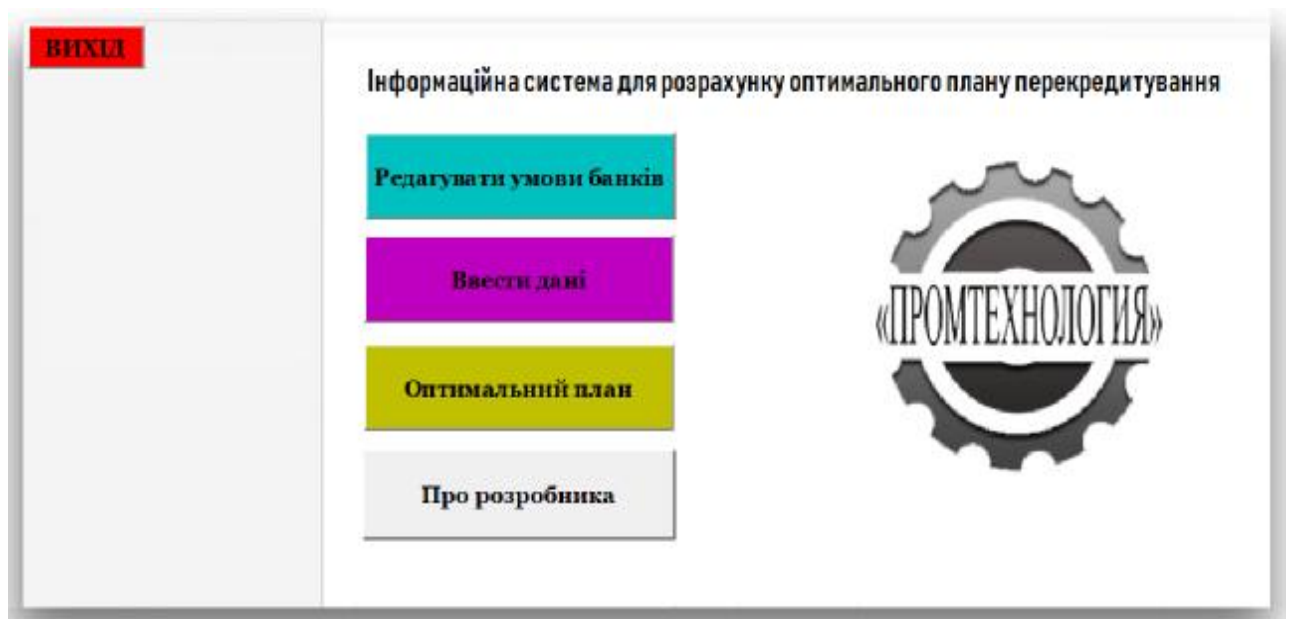 ВИХІД
Інформаційна система для розрахунку оптимального плану перекредитування
Редагувати умови банків
Ввести дані
Оптимальний план
Про розробника
«ПРОМТЕХНОЛОГИЯ»